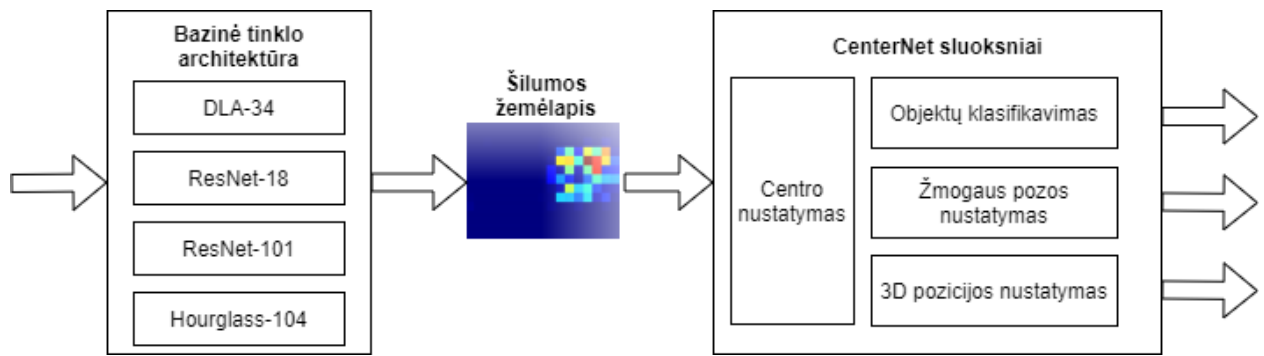 Bazinė tinklo
architektūra
DLA-34
ResNet-18
ResNet-101
Hourglass-104
Šilumos
žemėlapis
CenterNet sluoksniai
Centro
nustatymas
Objektų klasifikavimas
Žmogaus pozos
nustatymas
3D pozicijos nustatymas